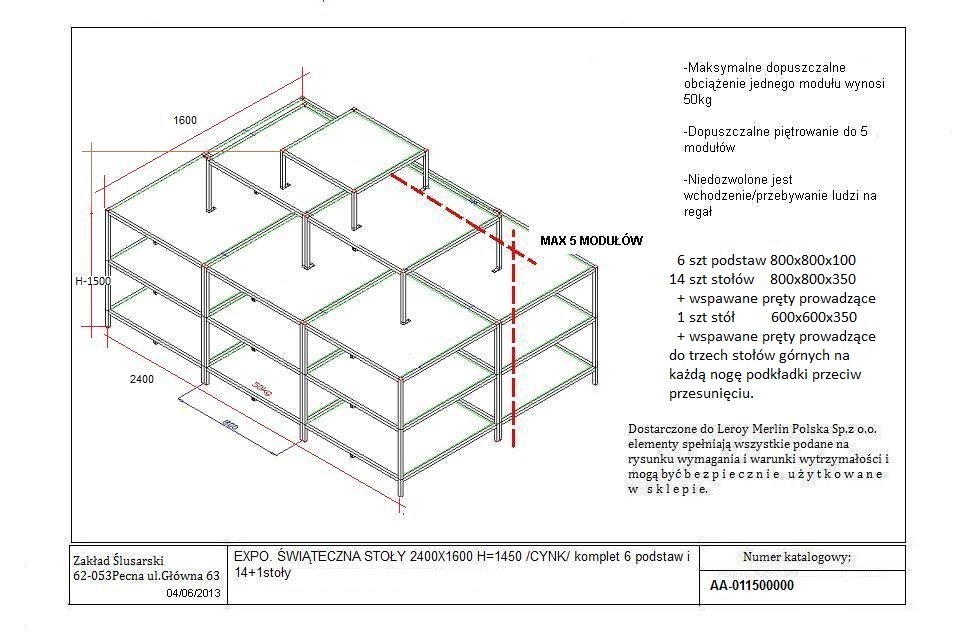 -Maksymalne dopuszczalne
obciążenie jednego modułu wynosi
50kg
-Dopuszczalne piętrowanie do 5
modułów
-Niedozwolone jest
wchodzenie/przebywanie ludzi na
regał
1600
MAX 5 MODUŁÓW
H-1500
2400
50kg
800
6 szt podstaw 800x800x100
14 szt stołów 800x800x350
+ wspawane pręty prowadzące
1 szt stół 600x600x350
+ wspawane pręty prowadzące
do trzech stołów górnych na
każdą nogę podkładki przeciw
przesunięciu.
Dostarczone do Leroy Merlin Polska Sp.z o.o.
elementy spełniają wszystkie podane na
rysunku wymagania i warunki wytrzymałości i
mogą być b e z p i e c z n i e u ż y t k o w a n e
w s k l e p i e.
Zakład Ślusarski
62-053Pecna ul.Główna 63
04/06/2013
EXPO. ŚWIĄTECZNA STOŁY 2400X1600 H=1450 /CYNK/ komplet 6 podstaw i
14+1stoły
Numer katalogowy;
AA-011500000